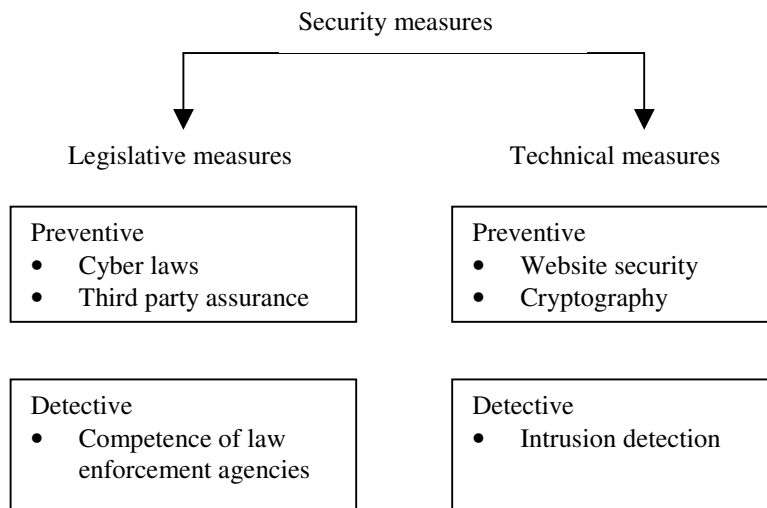 Security measures
Legislative measures
Technical measures
Preventive
• Cyber laws
• Third party assurance
Preventive
• Website security
• Cryptography
Detective
• Competence of law
enforcement agencies
Detective
• Intrusion detection